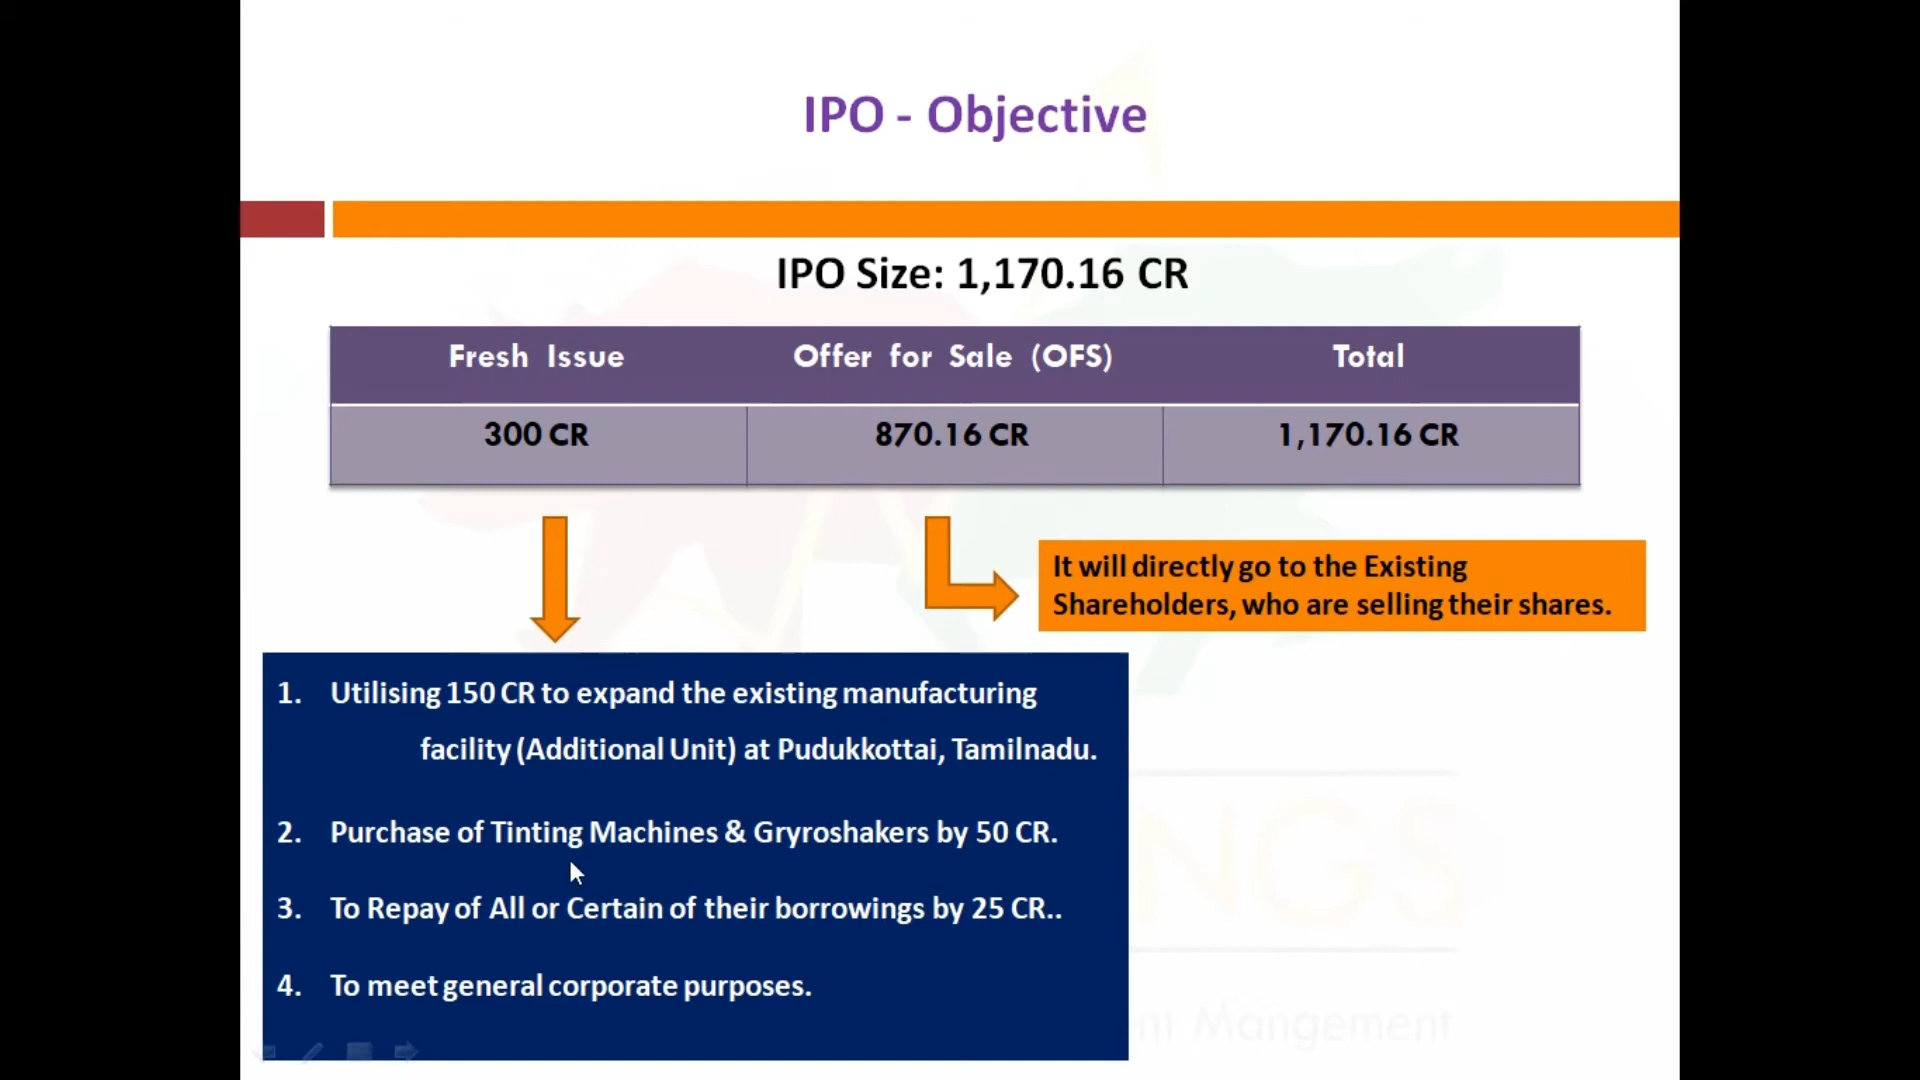 IPO - Objective
IPO Size: 1,170.16 CR
Fresh Issue Offer for Sale (OFS) Total
300 CR 870.16 CR 1,170.16 CR
It will directly go to the Existing
Shareholders, who are selling their shares.
1. Utilising 150 CR to expand the existing manufacturing
facility (Additional Unit) at Pudukkottai, Tamilnadu.
2. Purchase of Tinting Machines & Gryroshakers by 50 CR.
3. To Repay of All or Certain of their borrowings by 25 CR..
4. To meet general corporate purposes.
NGS
nt Mangement